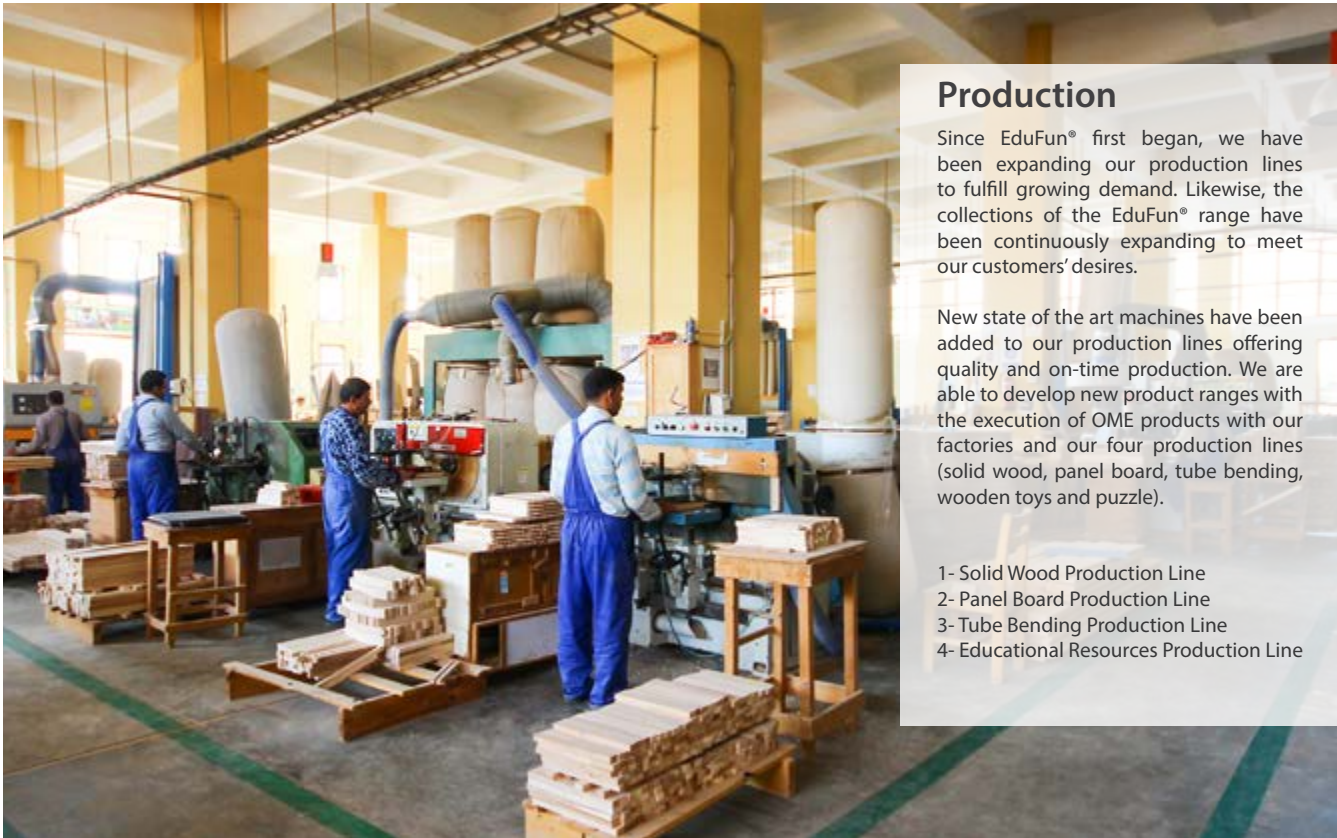 Production
Since EduFun® first began, we have
been expanding our production lines
to fulfill growing demand. Likewise, the
collections of the EduFun® range have
been continuously expanding to meet
our customers’ desires.
New state of the art machines have been
added to our production lines offering
quality and on-time production. We are
able to develop new product ranges with
the execution of OME products with our
factories and our four production lines
(solid wood, panel board, tube bending,
wooden toys and puzzle).
1- Solid Wood Production Line
2- Panel Board Production Line
3- Tube Bending Production Line
4- Educational Resources Production Line